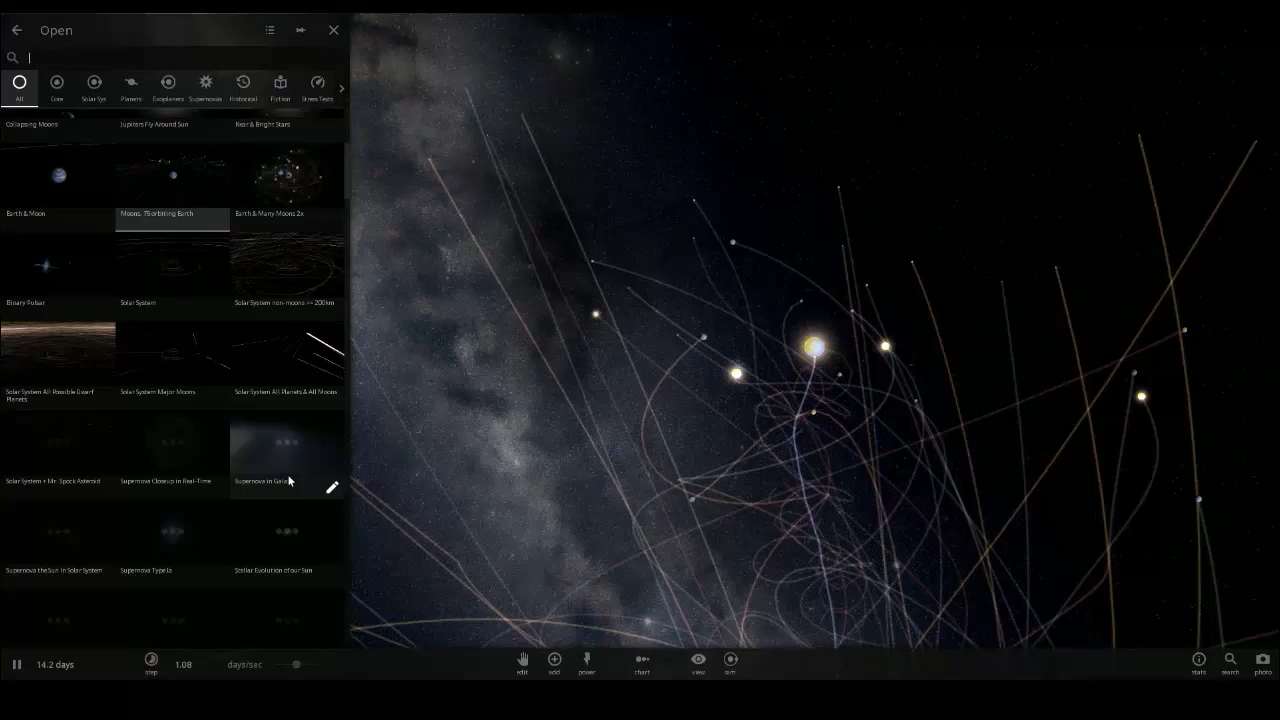 Open
All
Core
Solar Sys
Planets
Exoplanets
Supernovas
Historical
Fiction
Stress Tests
Collapsing Moons
Jupiters Fly Around Sun
Near & Bright Stars
Earth & Moon
Moons, 75 orbiting Earth
Earth & Many Moons 2x
Binary Pulsar
Solar System
Solar System non-moons >= 200km
Solar System All Possible Dwarf
Planets
Solar System Major Moons
Solar System All Planets & All Moons
Solar System + Mr. Spock Asteroid
Supernova Closeup in Real-Time
Supernova in
Supernova the Sun in Solar System
Supernova Type Ia
Stellar Evolution of our Sun
14.2 days
step
1.08
days/sec
edit
add
power
chart
view
sim
stats
search
photo